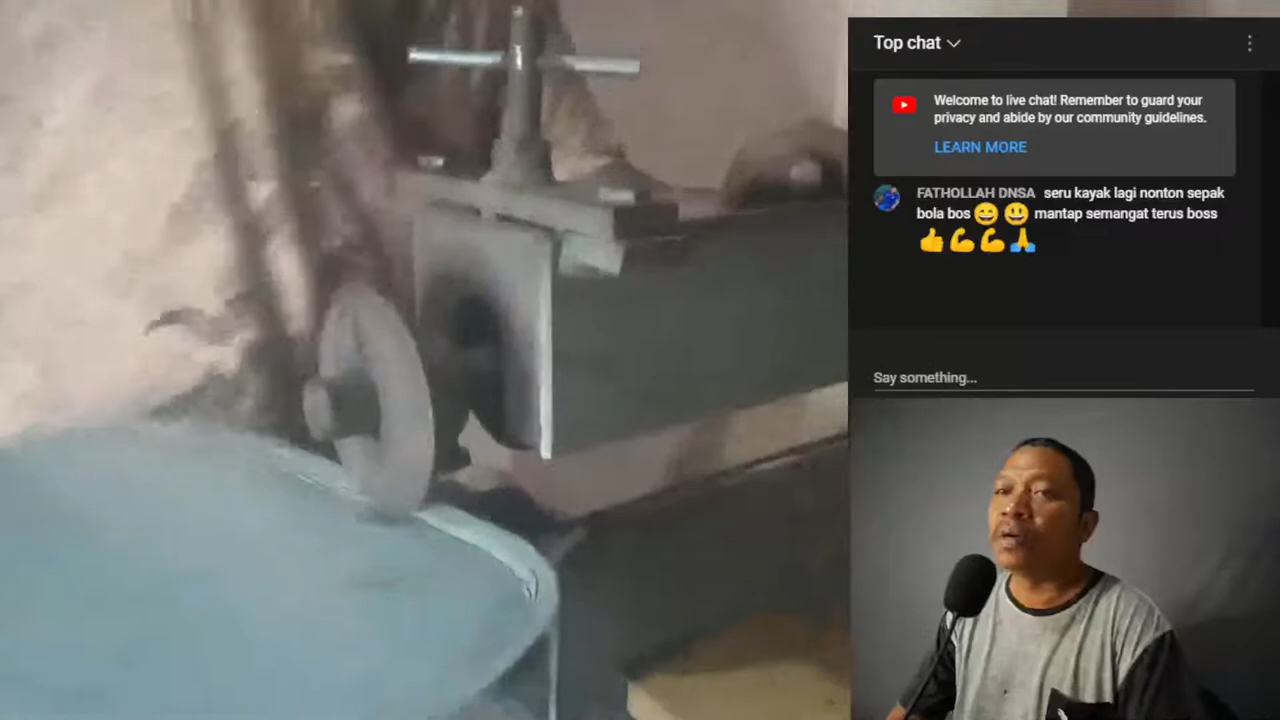 Top chat
Welcome to live chat! Remember to guard your
privacy and abide by our community guidelines.
LEARN MORE
FATHOLLAH DNSA seru kayak lagi nonton sepak
bola bos😄😃 mantap semangat terus boss
👍💪💪🙏
Say something...